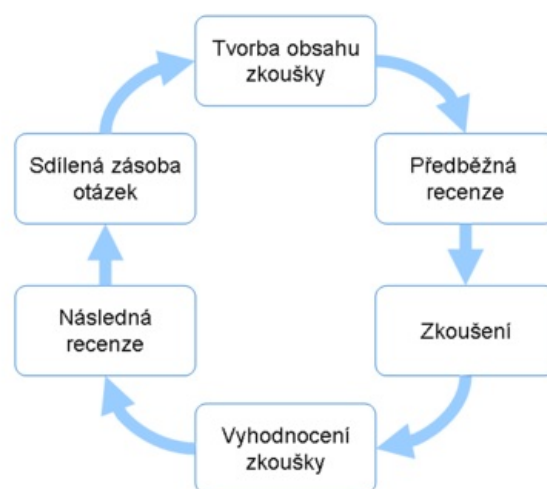 Tvorba obsahu
zkoušky
Předběžná
recenze
Zkoušení
Vyhodnocení
zkoušky
Následná
recenze
Sdílená zásoba
otázek